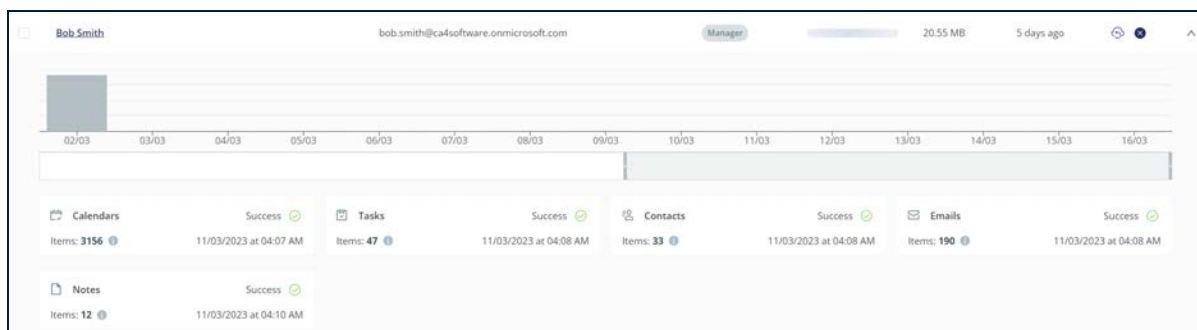 Bob Smith bob.smith@ca4software.onmicrosoft.com Manager 20.55 MB 5 days ago
02/03 03/03 04/03 05/03 06/03 07/03 08/03 09/03 10/03 11/03 12/03 13/03 14/03 15/03 16/03
Calendars Success Tasks Success Contacts Success Emails Success
Items: 3156 11/03/2023 at 04:07 AM Items: 47 11/03/2023 at 04:08 AM Items: 33 11/03/2023 at 04:08 AM Items: 190 11/03/2023 at 04:08 AM
Notes Success
Items: 12 11/03/2023 at 04:10 AM